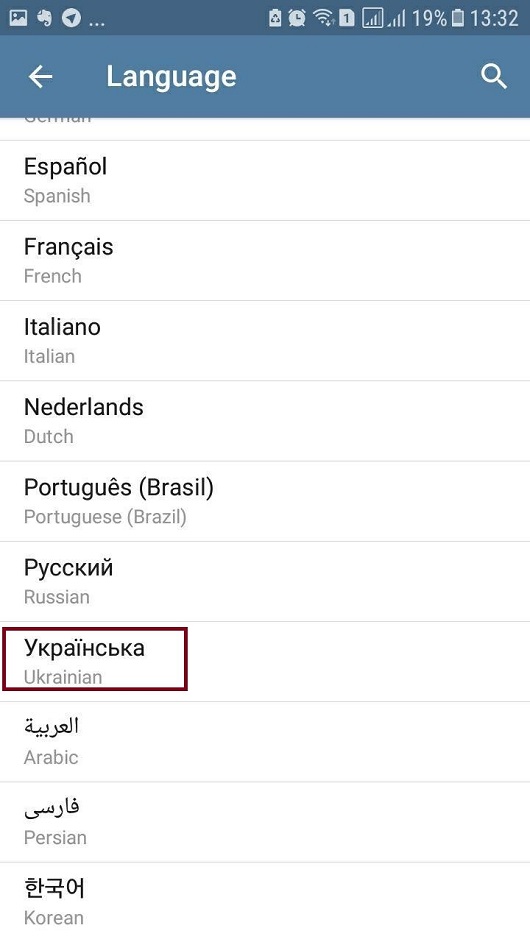 ... 1 19% 13:32
Language
German
Español
Spanish
Français
French
Italiano
Italian
Nederlands
Dutch
Português (Brasil)
Portuguese (Brazil)
Русский
Russian
Українська
Ukrainian
العربية
Arabic
فارسی
Persian
한국어
Korean